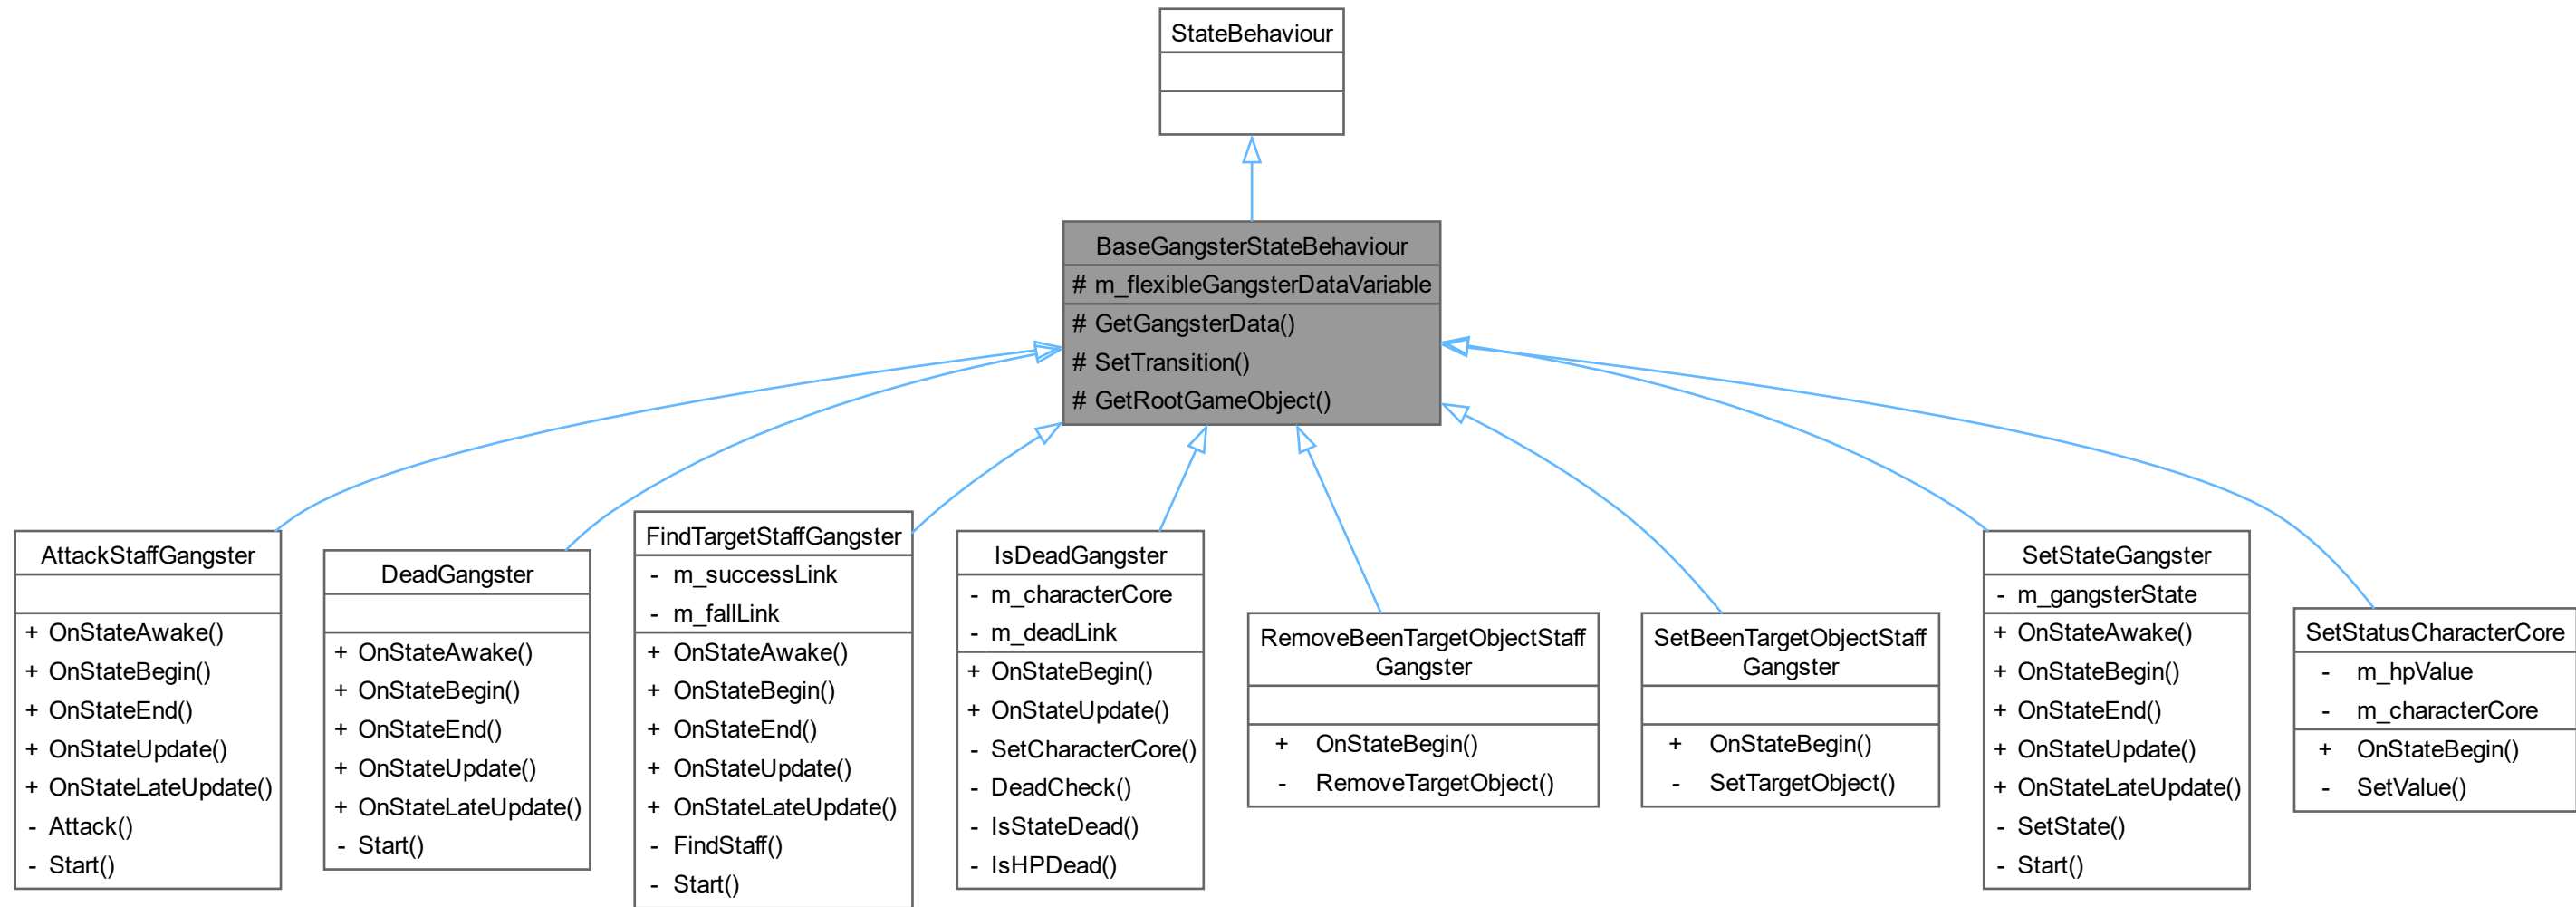 StateBehaviour
BaseGangsterStateBehaviour
# m_flexibleGangsterDataVariable
# GetGangsterData()
# SetTransition()
# GetRootGameObject()
AttackStaffGangster
+ OnStateAwake()
+ OnStateBegin()
+ OnStateEnd()
+ OnStateUpdate()
+ OnStateLateUpdate()
- Attack()
- Start()
DeadGangster
+ OnStateAwake()
+ OnStateBegin()
+ OnStateEnd()
+ OnStateUpdate()
+ OnStateLateUpdate()
- Start()
FindTargetStaffGangster
- m_successLink
- m_fallLink
+ OnStateAwake()
+ OnStateBegin()
+ OnStateEnd()
+ OnStateUpdate()
+ OnStateLateUpdate()
- FindStaff()
- Start()
IsDeadGangster
- m_characterCore
- m_deadLink
+ OnStateBegin()
+ OnStateUpdate()
- SetCharacterCore()
- DeadCheck()
- IsStateDead()
- IsHPDead()
RemoveBeenTargetObjectStaff
Gangster
+ OnStateBegin()
- RemoveTargetObject()
SetBeenTargetObjectStaff
Gangster
+ OnStateBegin()
- SetTargetObject()
SetStateGangster
- m_gangsterState
+ OnStateAwake()
+ OnStateBegin()
+ OnStateEnd()
+ OnStateUpdate()
+ OnStateLateUpdate()
- SetState()
- Start()
SetStatusCharacterCore
- m_hpValue
- m_characterCore
+ OnStateBegin()
- SetValue()